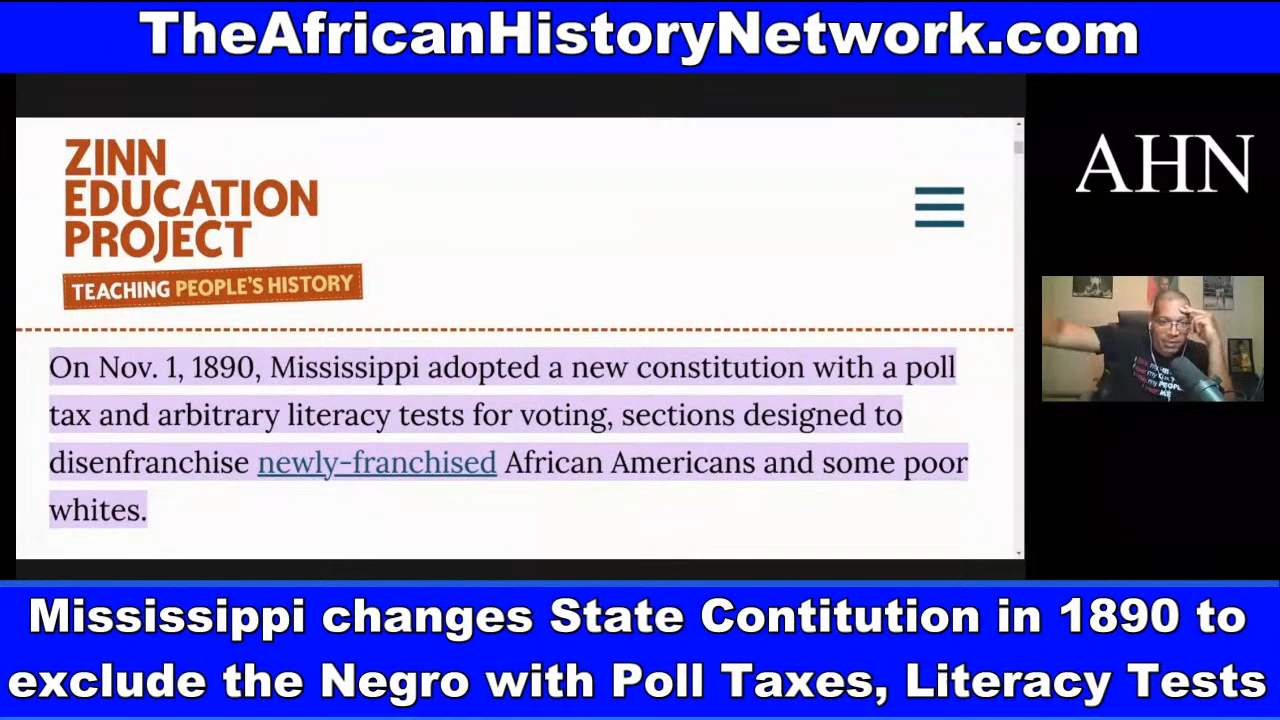 TheAfricanHistoryNetwork.com
AHN
ZINN
EDUCATION
PROJECT
TEACHING PEOPLE'S HISTORY
On Nov. 1, 1890, Mississippi adopted a new constitution with a poll
tax and arbitrary literacy tests for voting, sections designed to
disenfranchise newly-franchised African Americans and some poor
whites.
Mississippi changes State Contitution in 1890 to
exclude the Negro with Poll Taxes, Literacy Tests